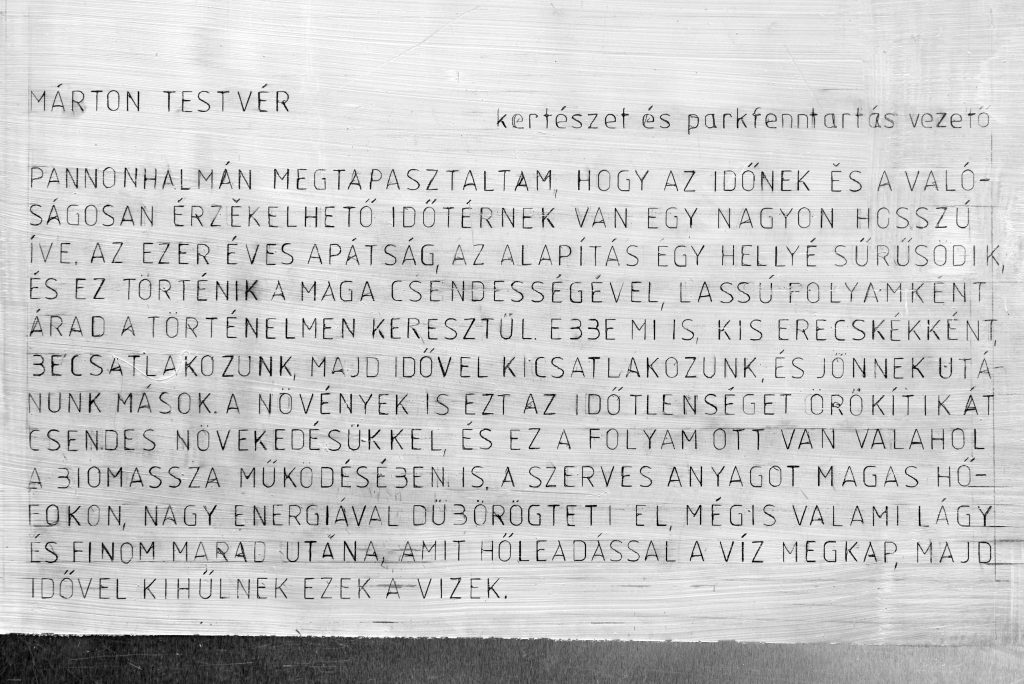 MÁRTON TESTVÉR
kertészet és parkfenntartás vezető
PANNONHALMÁN MEGTAPASZTALTAM, HOGY AZ IDŐNEK ÉS A VALÓ-
SÁGOSAN ÉRZÉKELHETŐ IDŐTÉRNEK VAN EGY NAGYON HOSSZÚ
ÍVE. AZ EZER ÉVES APÁTSÁG, AZ ALAPÍTÁS EGY HELLYÉ SŰRŰSÖDIK,
ÉS EZ TÖRTÉNIK A MAGA CSENDESSÉGÉVEL, LASSÚ FOLYAMKÉNT
ÁRAD A TÖRTÉNELMEN KERESZTÜL. EBBE MI IS, KIS ERECSKÉKKÉNT,
BECSATLAKOZUNK, MAJD IDŐVEL KICSATLAKOZUNK, ÉS JÖNNEK UTÁ-
NUNK MÁSOK. A NÖVÉNYEK IS EZT AZ IDŐTLENSÉGET ÖRÖKÍTIK ÁT
CSENDES NÖVEKEDÉSÜKKEL, ÉS EZ A FOLYAM OTT VAN VALAHOL
A BIOMASSZA MŰKÖDÉSÉBEN IS. A SZERVES ANYAGOT MAGAS HŐ-
FOKON, NAGY ENERGIÁVAL DÜBÖRÖGTETI EL, MÉGIS VALAMI LÁGY
ÉS FINOM MARAD UTÁNA, AMIT HŐLEADÁSSAL A VÍZ MEGKAP, MAJD
IDŐVEL KIHŰLNEK EZEK A VIZEK.